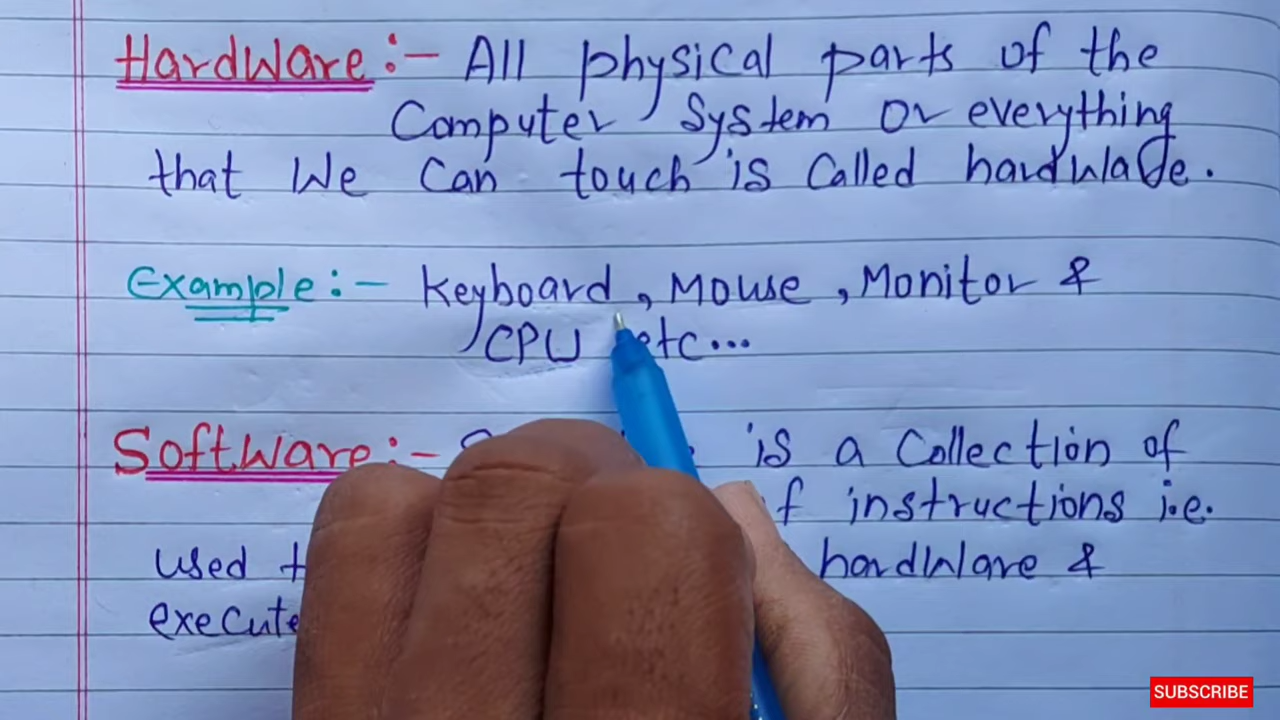 Hardware :- All physical parts of the
Computer System Or everything
that We Can touch is Called hardware.
Example :- Keyboard, Mouse, Monitor &
CPU etc...
Software :- is a Collection of
instructions i.e.
used hardware &
execute
SUBSCRIBE